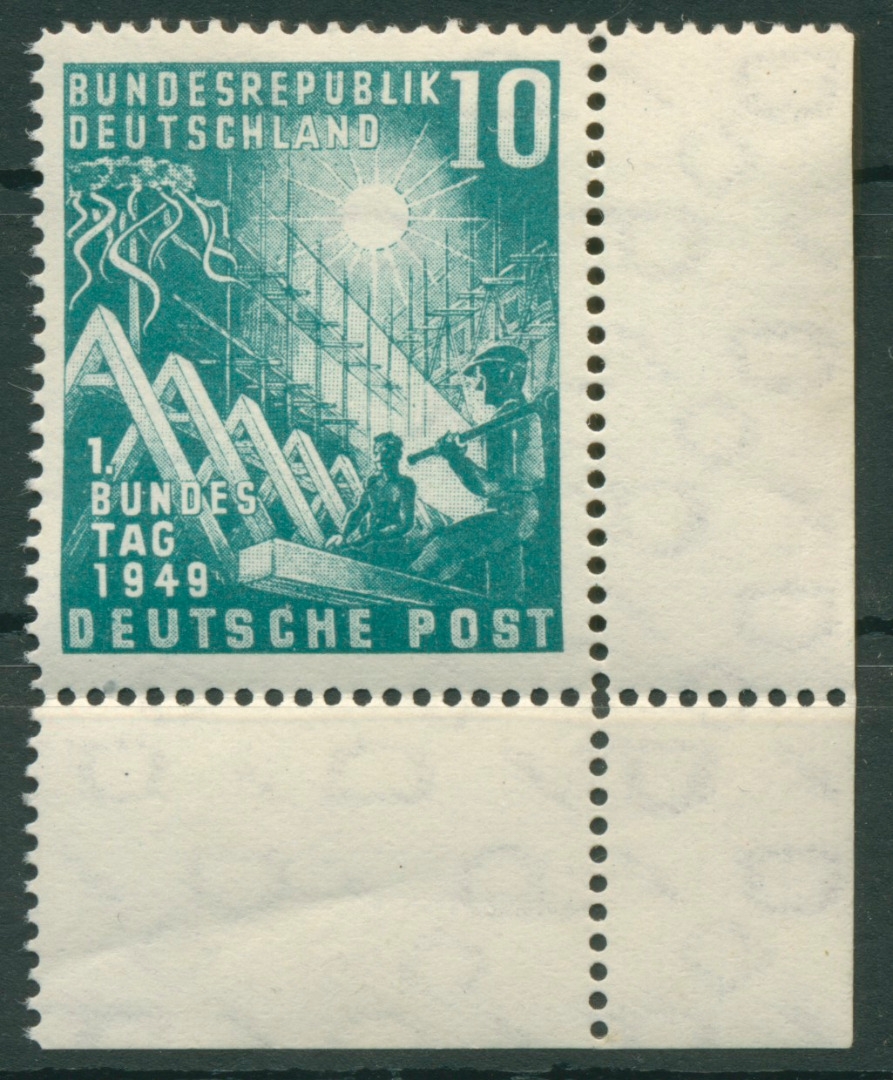 BUNDESREPUBLIK 10
DEUTSCHLAND
1.
BUNDES
TAG
1949
DEUTSCHE POST